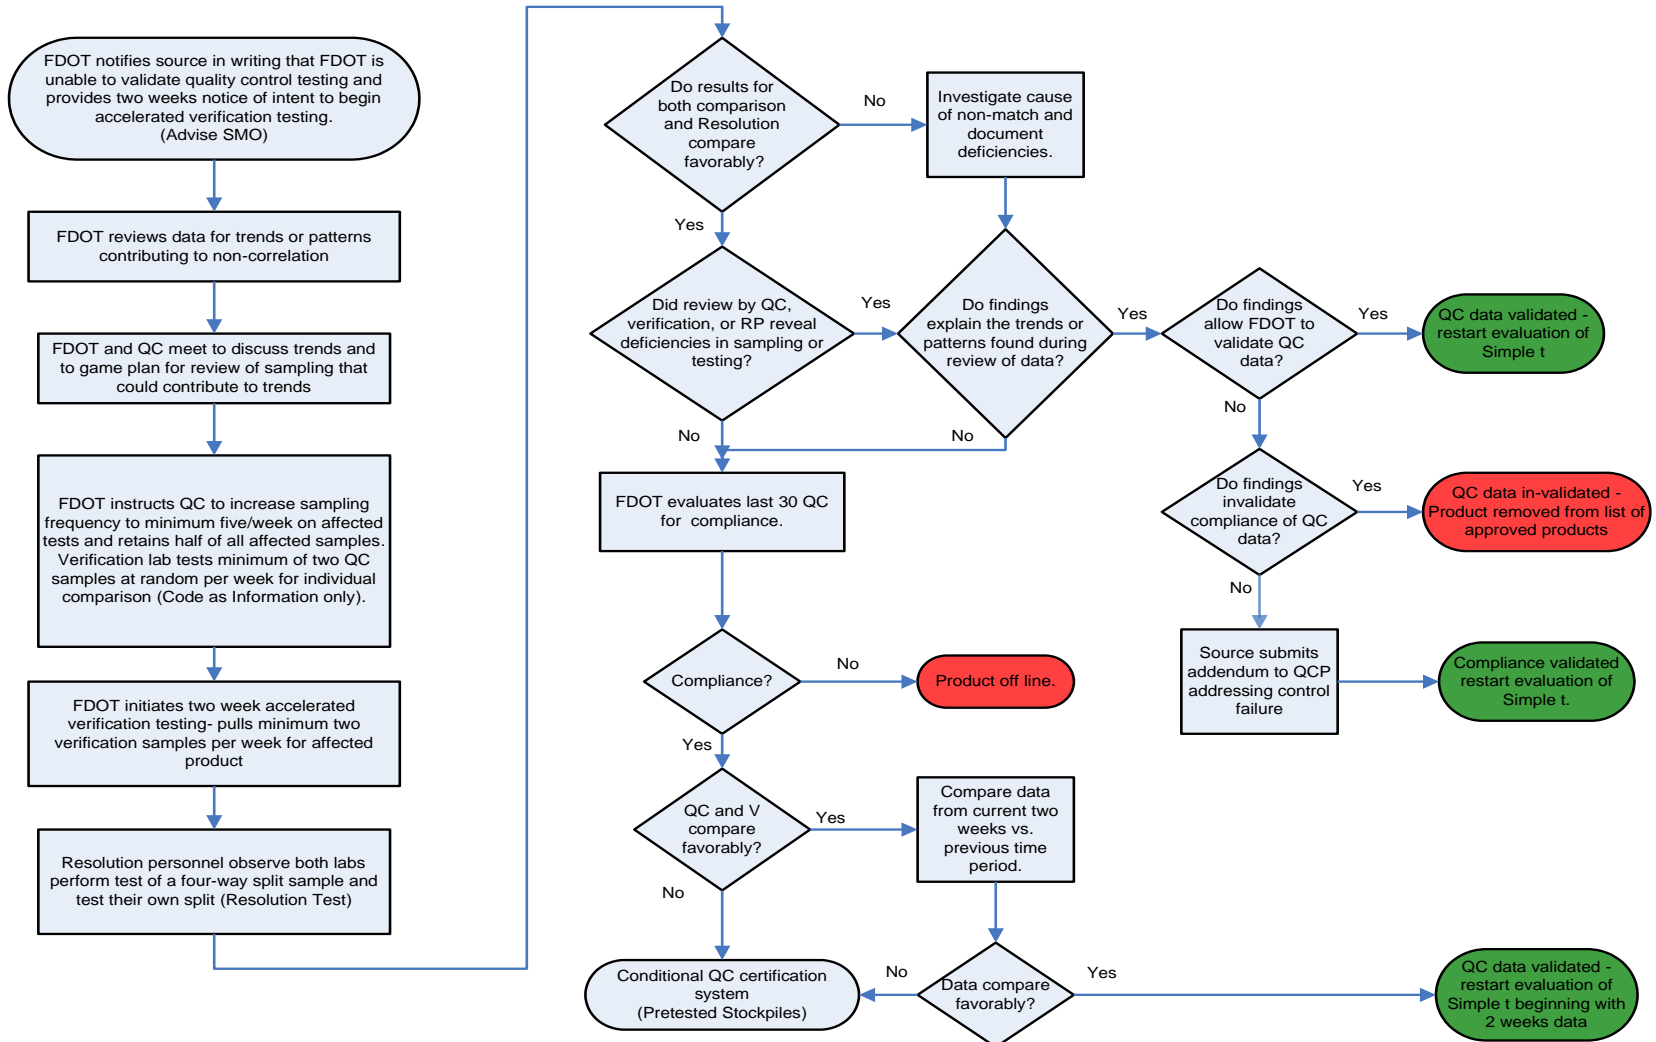 FDOT notifies source in writing that FDOT is
unable to validate quality control testing and
provides two weeks notice of intent to begin
accelerated verification testing.
(Advise SMO)
FDOT reviews data for trends or patterns
contributing to non-correlation
FDOT and QC meet to discuss trends and
to game plan for review of sampling that
could contribute to trends
FDOT instructs QC to increase sampling
frequency to minimum five/week on affected
tests and retains half of all affected samples.
Verification lab tests minimum of two QC
samples at random per week for individual
comparison (Code as Information only).
FDOT initiates two week accelerated
verification testing- pulls minimum two
verification samples per week for affected
product
Resolution personnel observe both labs
perform test of a four-way split sample and
test their own split (Resolution Test)
Do results for
both comparison
and Resolution
compare
favorably?
No
Investigate cause
of non-match and
document
deficiencies.
Yes
Did review by QC,
verification, or RP reveal
deficiencies in sampling or
testing?
Yes
Do findings
explain the trends or
patterns found during
review of data?
Yes
Do findings
allow FDOT to
validate QC
data?
Yes
QC data validated -
restart evaluation of
Simple t
No
No
No
FDOT evaluates last 30 QC
for compliance.
Do findings
invalidate
compliance of QC
data?
Yes
QC data in-validated -
Product removed from list of
approved products
No
Source submits
addendum to QCP
addressing control
failure
Compliance validated
restart evaluation of
Simple t.
Compliance?
No
Product off line.
Yes
QC and V
compare
favorably?
Yes
Compare data
from current two
weeks vs.
previous time
period.
No
Conditional QC certification
system
(Pretested Stockpiles)
No
Data compare
favorably?
Yes
QC data validated -
restart evaluation of
Simple t beginning with
2 weeks data